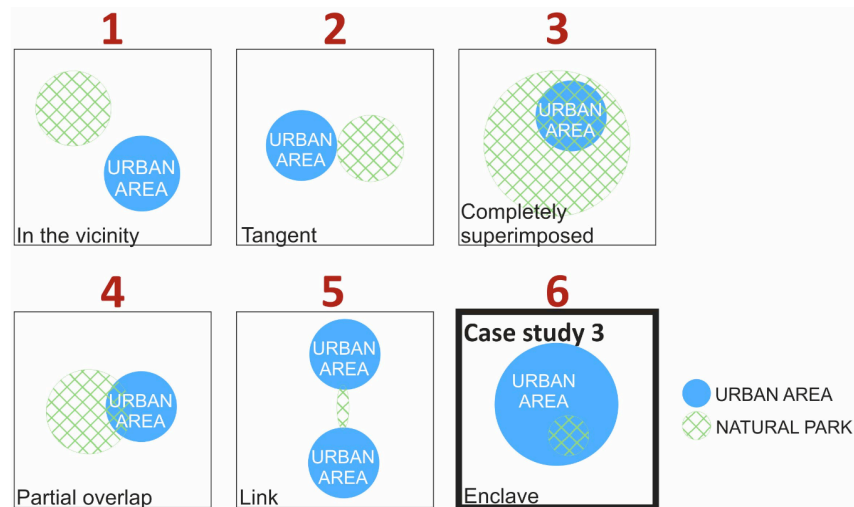 1
URBAN
AREA
In the vicinity
2
URBAN
AREA
Tangent
3
URBAN
AREA
Completely
superimposed
4
URBAN
AREA
Partial overlap
5
URBAN
AREA
URBAN
AREA
Link
6
Case study 3
URBAN
AREA
Enclave
URBAN AREA
NATURAL PARK